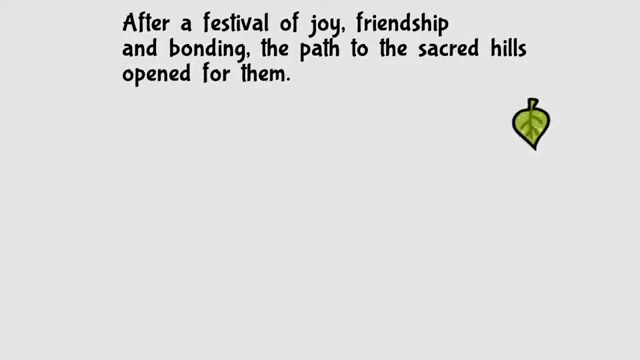 After a festival of joy, friendship
and bonding, the path to the sacred hills
opened for them.